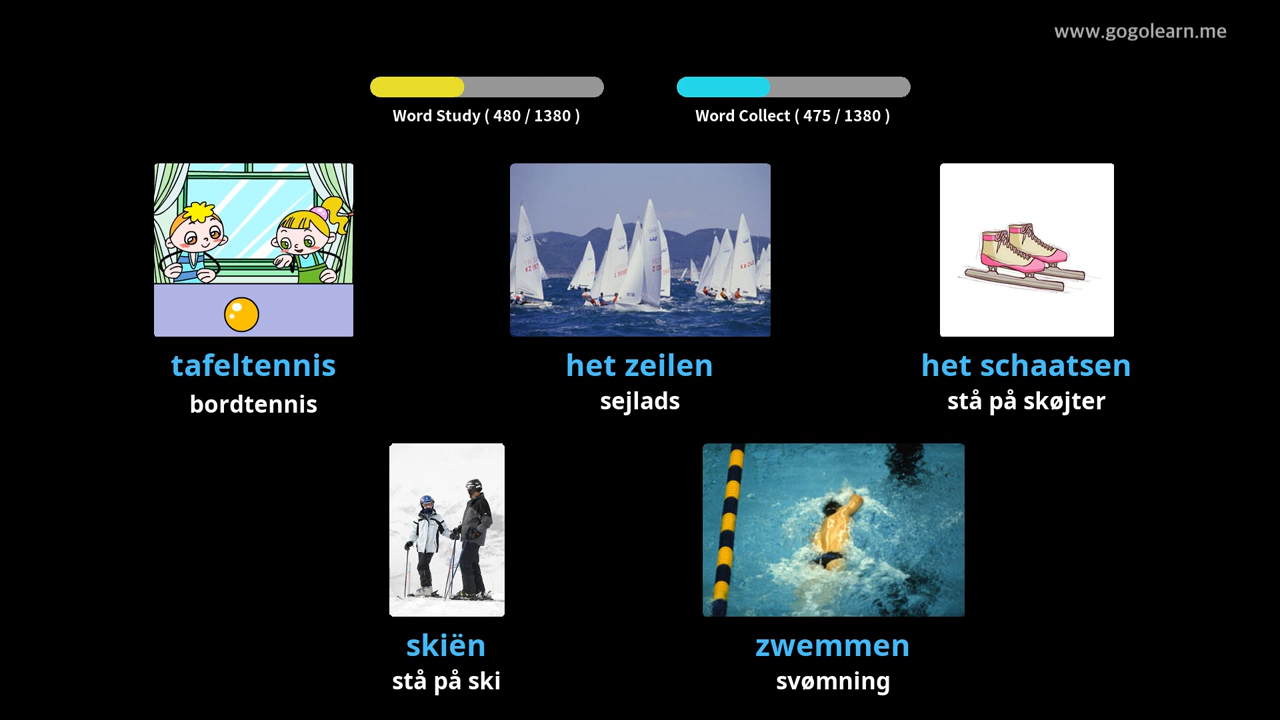 www.gogolearn.me
Word Study ( 480 / 1380 )
Word Collect ( 475 / 1380 )
tafeltennis
bordtennis
het zeilen
sejlads
het schaatsen
stå på skøjter
skiën
stå på ski
zwemmen
svømning